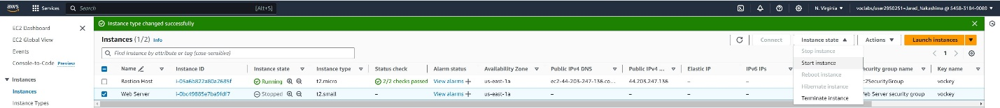 aws Services Search [Alt+S] N. Virginia voclabs/user2950251=Jared_Nakashima @ 5458-3184-9089
EC2 Dashboard
EC2 Global View
Events
Console-to-Code Preview
Instances
Instances
Instance Types
Instance type changed successfully
Instances (1/2) Info Connect Instance state Actions Launch instances
Find Instance by attribute or tag (case-sensitive) 1
Stop instance
Start instance
Reboot instance
Hibernate instance
Terminate instance
Name Instance ID Instance state Instance type Status check Alarm status Availability Zone Public IPv4 DNS Public IPv4 ... Elastic IP IPv6 IPs ecurity group name Key name
Bastion Host i-05a6b822a80a2685f Running t2.micro 2/2 checks passed View alarms + us-east-1a ec2-44-203-247-136.co... 44.203.247.136 – – c2SecurityGroup vockey
Web Server i-0bc49885e7ba9fdf7 Stopped t2.small – View alarms + us-east-1a – – – – eb Server security group vockey